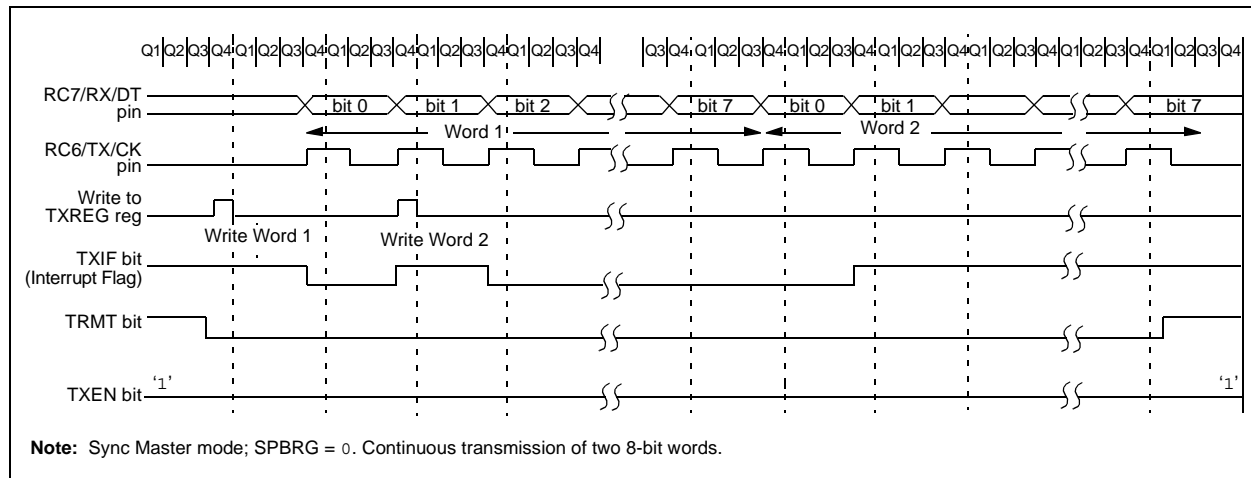 Q1 Q2 Q3 Q4 Q1 Q2 Q3 Q4 Q1 Q2 Q3 Q4 Q1 Q2 Q3 Q4 Q1 Q2 Q3 Q4 Q3 Q4 Q1 Q2 Q3 Q4 Q1 Q2 Q3 Q4 Q1 Q2 Q3 Q4 Q1 Q2 Q3 Q4 Q1 Q2 Q3 Q4 Q1 Q2 Q3 Q4
RC7/RX/DT
pin
bit 0 bit 1 bit 2 bit 7 bit 0 bit 1 bit 7
Word 1 Word 2
RC6/TX/CK
pin
Write to
TXREG reg
Write Word 1 Write Word 2
TXIF bit
(Interrupt Flag)
TRMT bit
TXEN bit
‘1’ ‘1’
Note: Sync Master mode; SPBRG = 0. Continuous transmission of two 8-bit words.